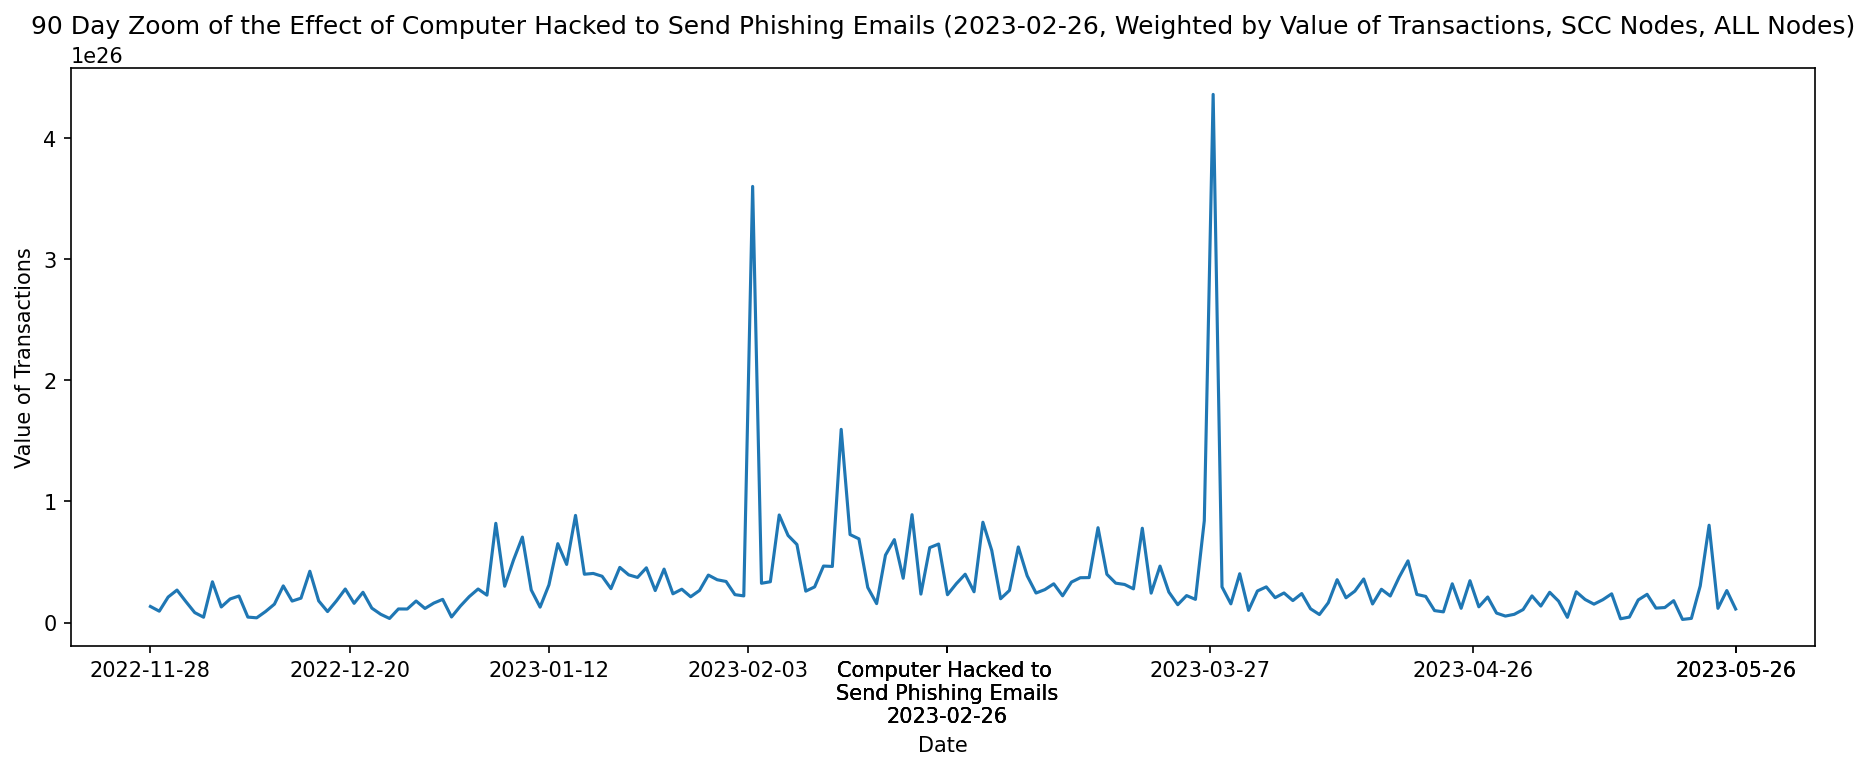 90 Day Zoom of the Effect of Computer Hacked to Send Phishing Emails (2023-02-26, Weighted by Value of Transactions, SCC Nodes, ALL Nodes)
1e26
4
3
2
1
0
Value of Transactions
2022-11-28
2022-12-20
2023-01-12
2023-02-03
Computer Hacked to
Send Phishing Emails
2023-02-26
2023-03-27
2023-04-26
2023-05-26
Date